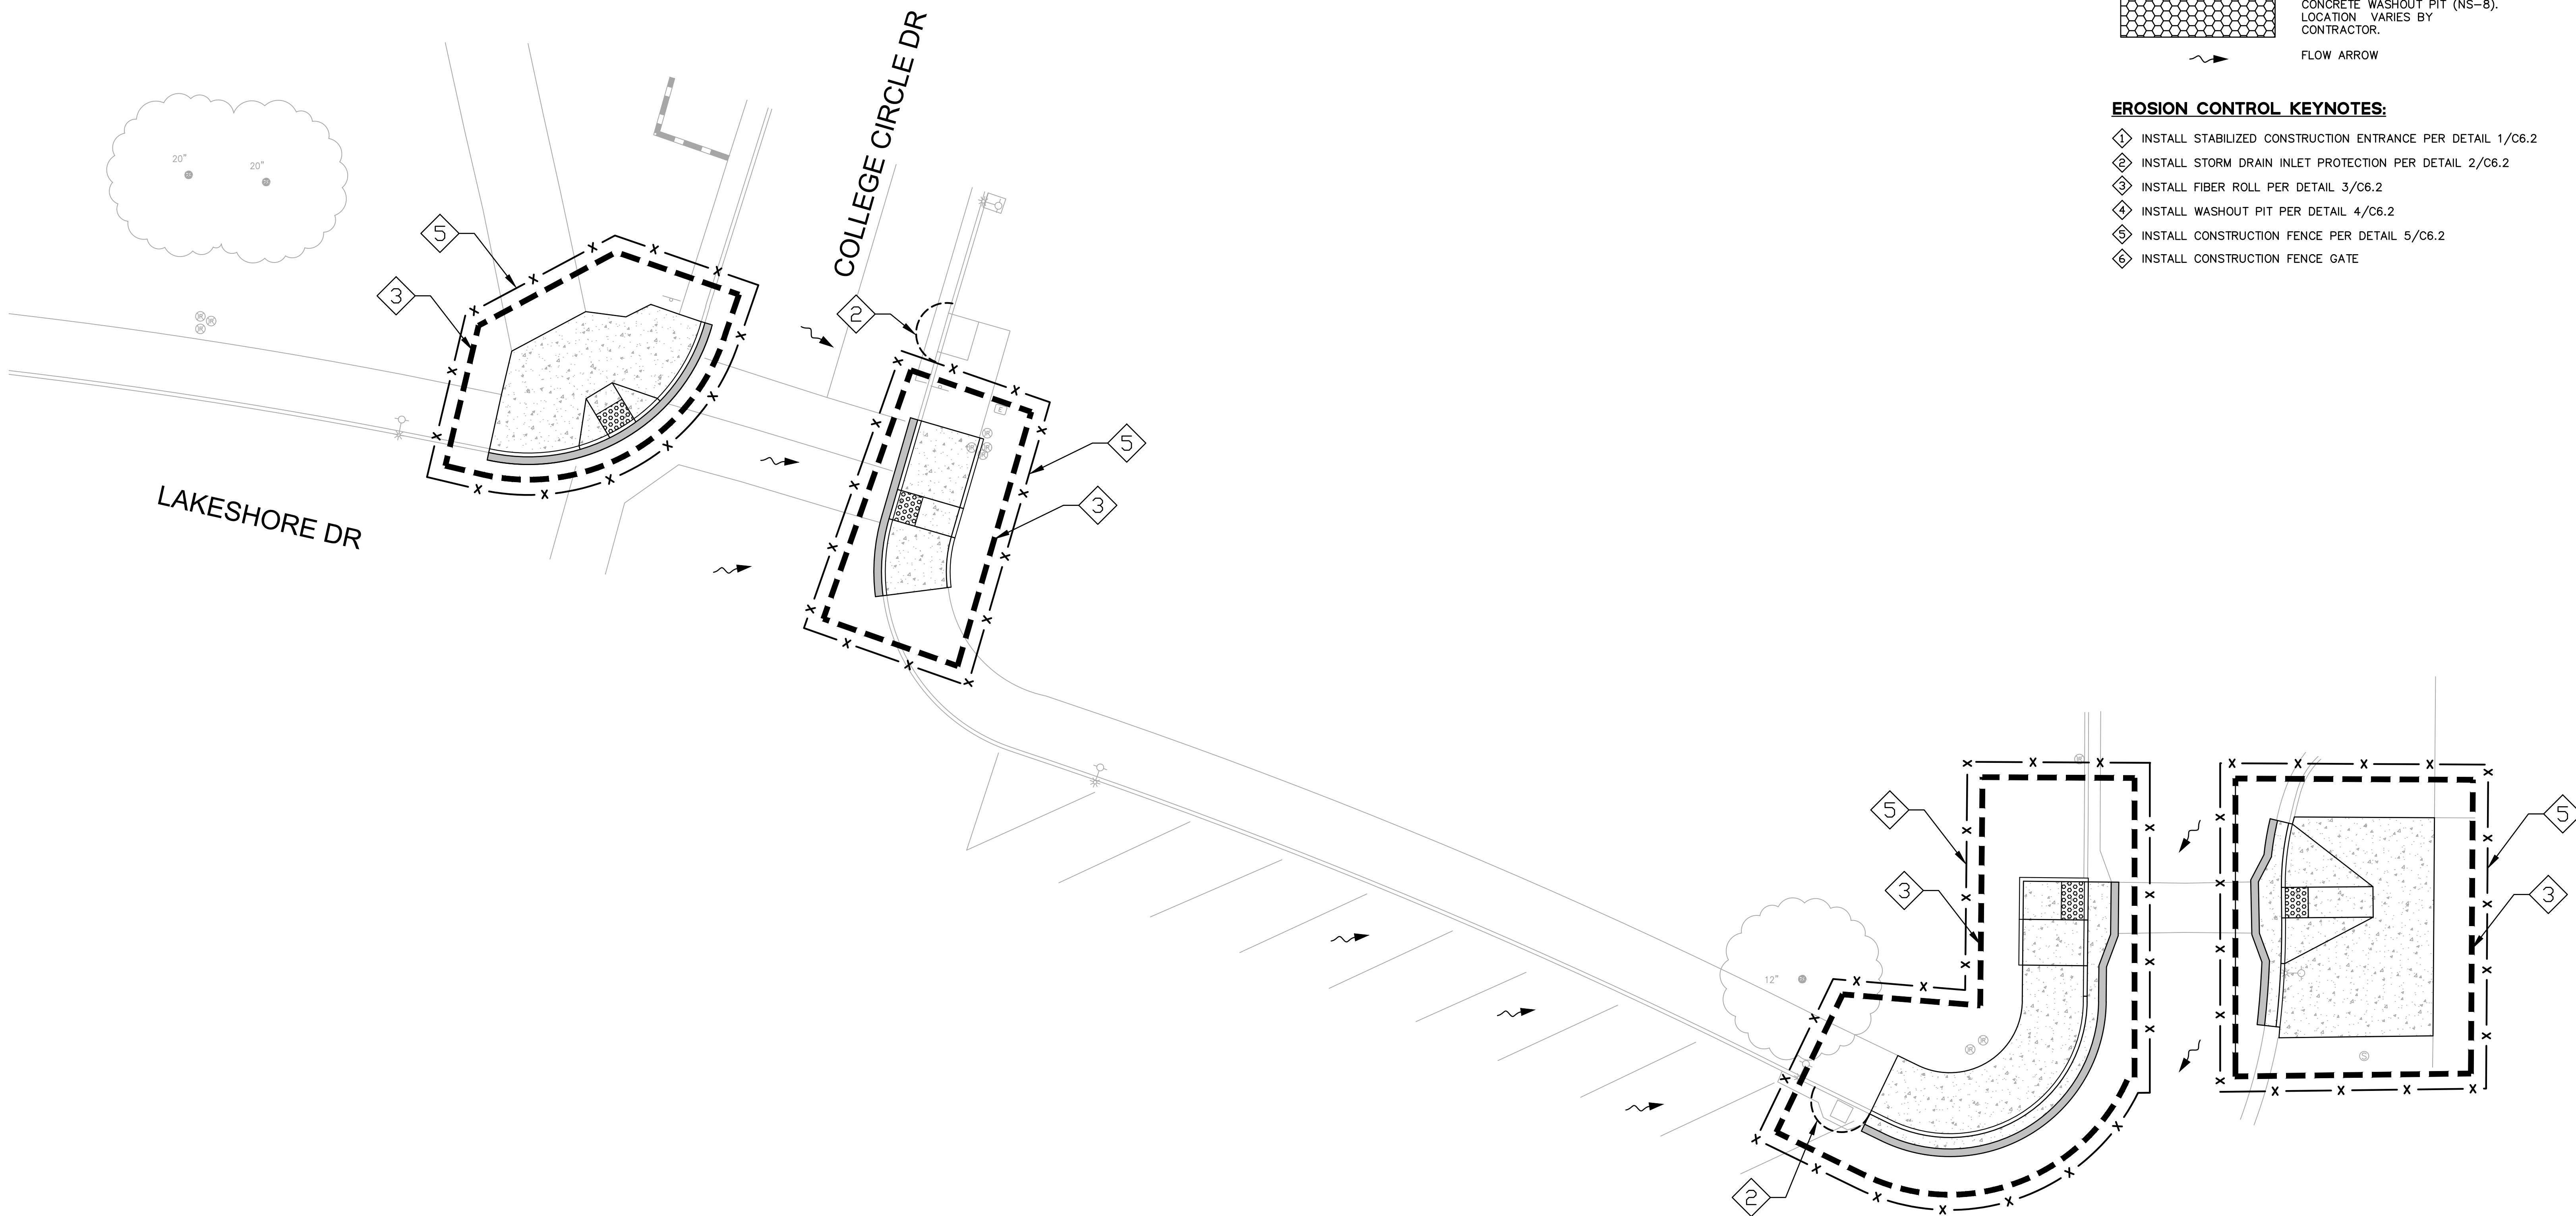 CONCRETE WASHOUT PIT (NS-8).
LOCATION VARIES BY
CONTRACTOR.
FLOW ARROW
EROSION CONTROL KEYNOTES:
1 INSTALL STABILIZED CONSTRUCTION ENTRANCE PER DETAIL 1/C6.2
2 INSTALL STORM DRAIN INLET PROTECTION PER DETAIL 2/C6.2
3 INSTALL FIBER ROLL PER DETAIL 3/C6.2
4 INSTALL WASHOUT PIT PER DETAIL 4/C6.2
5 INSTALL CONSTRUCTION FENCE PER DETAIL 5/C6.2
6 INSTALL CONSTRUCTION FENCE GATE
COLLEGE CIRCLE DR
20"
20"
5
3
2
E
5
3
LAKESHORE DR
5
3
12"
2
5
3
S